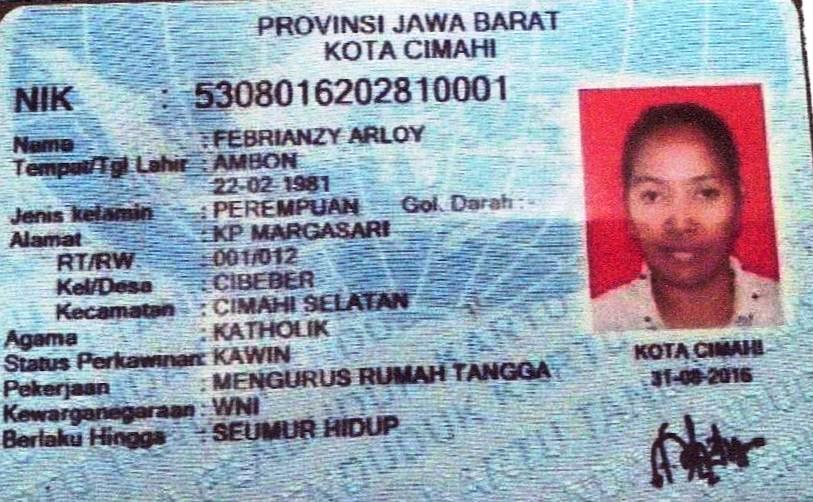 PROVINSI JAWA BARAT
KOTA CIMAHI
NIK : 5308016202810001
Nama : FEBRIANZY ARLOY
Tempat/Tgl Lahir : AMBON
22-02-1981
Jenis kelamin : PEREMPUAN Gol. Darah : -
Alamat : KP MARGASARI
RT/RW : 001/012
Kel/Desa : CIBEBER
Kecamatan : CIMAHI SELATAN
Agama : KATHOLIK
Status Perkawinan: KAWIN
Pekerjaan : MENGURUS RUMAH TANGGA
Kewarganegaraan : WNI
Berlaku Hingga : SEUMUR HIDUP
KOTA CIMAHI
31-08-2016